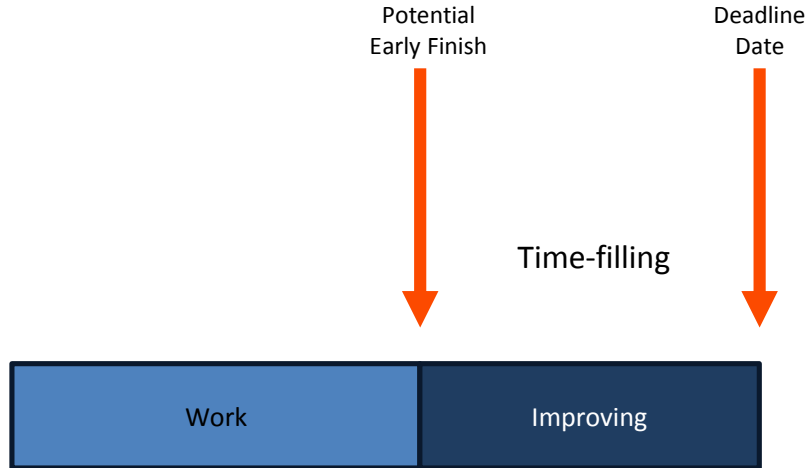 Potential
Early Finish
Deadline
Date
Time-filling
Work
Improving